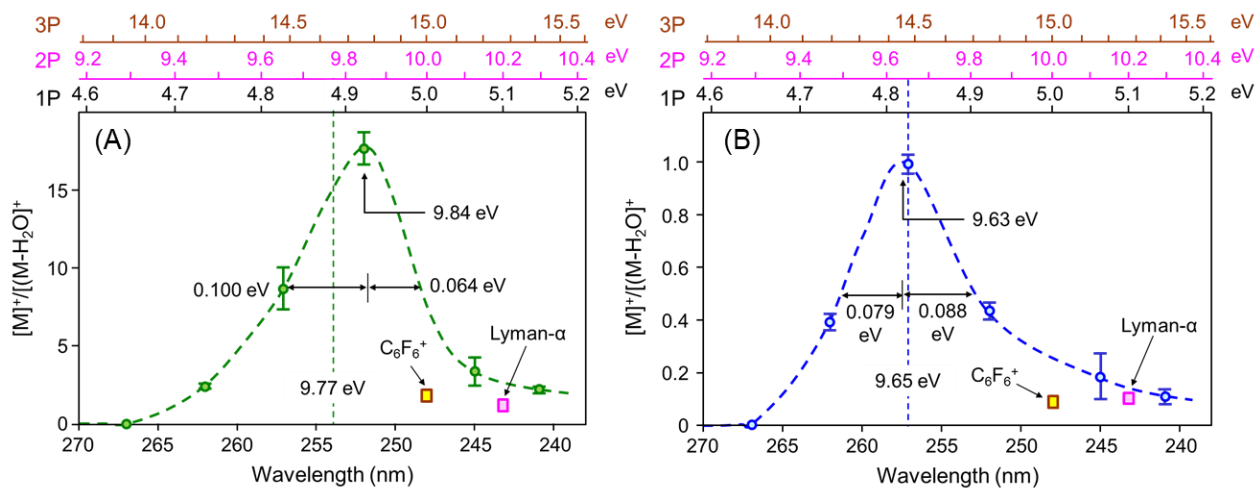 3P 14.0 14.5 15.0 15.5 eV
2P 9.2 9.4 9.6 9.8 10.0 10.2 10.4 eV
1P 4.6 4.7 4.8 4.9 5.0 5.1 5.2 eV
(A)
[M]⁺/[(M-H₂O]⁺
15
10
5
0
9.84 eV
0.100 eV
0.064 eV
C₆F₆⁺
Lyman-α
9.77 eV
270 265 260 255 250 245 240
Wavelength (nm)
3P 14.0 14.5 15.0 15.5 eV
2P 9.2 9.4 9.6 9.8 10.0 10.2 10.4 eV
1P 4.6 4.7 4.8 4.9 5.0 5.1 5.2 eV
(B)
[M]⁺/[(M-H₂O]⁺
1.0
0.8
0.6
0.4
0.2
0
9.63 eV
0.079
eV
0.088
eV
Lyman-α
C₆F₆⁺
9.65 eV
270 265 260 255 250 245 240
Wavelength (nm)